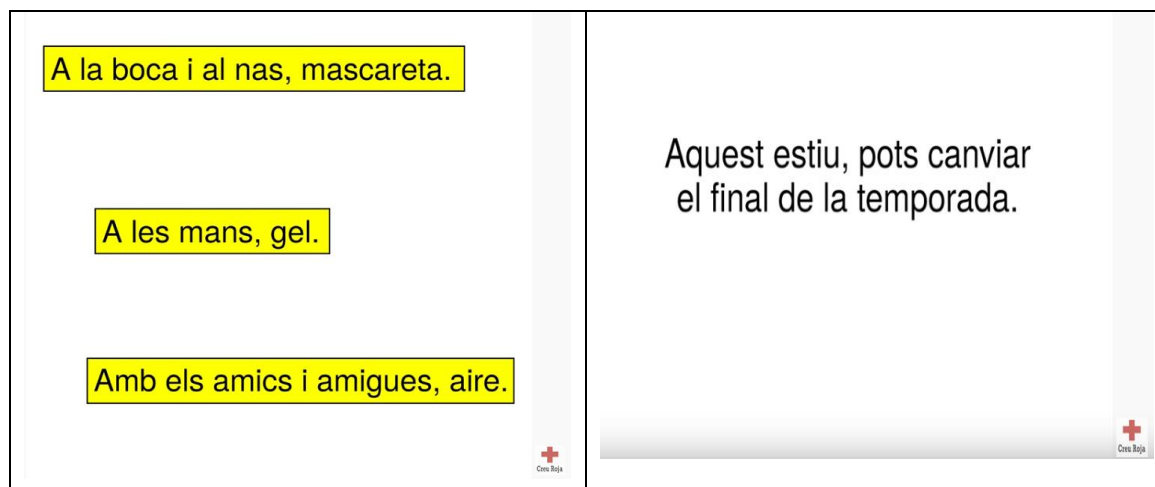 A la boca i al nas, mascareta.
A les mans, gel.
Amb els amics i amigues, aire.
Creu Roja
Aquest estiu, pots canviar
el final de la temporada.
Creu Roja